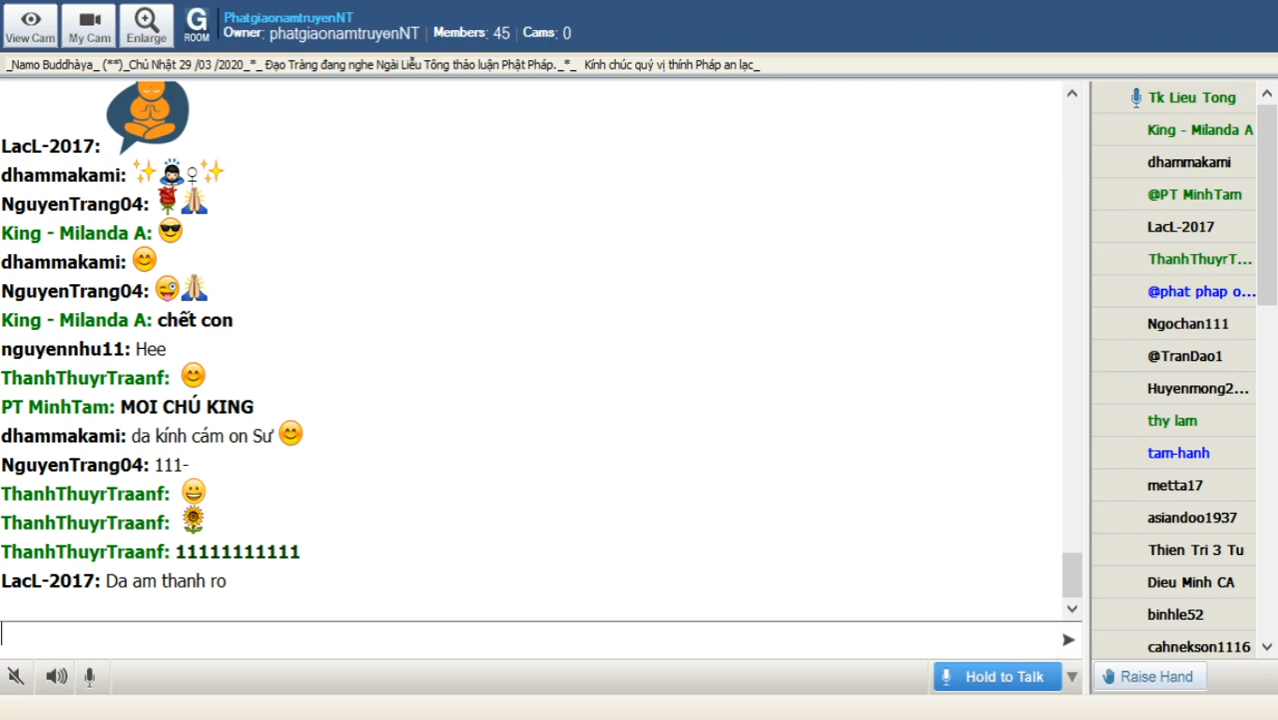 PhatgiaonamtruyenNT
View Cam My Cam Enlarge G ROOM Owner: phatgiaonamtruyenNT | Members: 45 | Cams: 0
_Namo Buddhàya_ (**)_Chủ Nhật 29 /03 /2020_*_ Đạo Tràng đang nghe Ngài Liễu Tông thảo luận Phật Pháp._*_ Kính chúc quý vị thính Pháp an lạc_
LacL-2017:
dhammakami:
NguyenTrang04:
King - Milanda A:
dhammakami:
NguyenTrang04:
King - Milanda A: chết con
nguyennhu11: Hee
ThanhThuyrTraanf:
PT MinhTam: MOI CHÚ KING
dhammakami: da kính cám on Sư
NguyenTrang04: 111-
ThanhThuyrTraanf:
ThanhThuyrTraanf:
ThanhThuyrTraanf: 11111111111
LacL-2017: Da am thanh ro
Tk Lieu Tong
King - Milanda A
dhammakami
@PT MinhTam
LacL-2017
ThanhThuyrT...
@phat phap o...
Ngochan111
@TranDao1
Huyenmong2...
thy lam
tam-hanh
metta17
asiandoo1937
Thien Tri 3 Tu
Dieu Minh CA
binhle52
cahnekson1116
Hold to Talk
Raise Hand